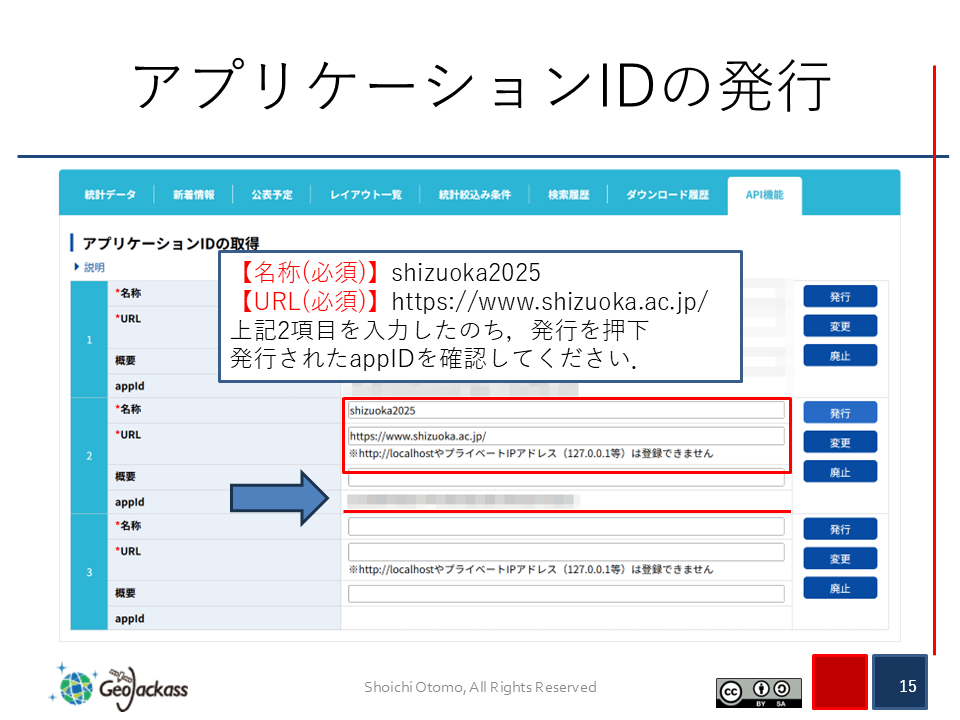 アプリケーションIDの発行
統計データ 新着情報 公表予定 レイアウト一覧 統計絞込み条件 検索履歴 ダウンロード履歴 API機能
アプリケーションIDの取得
説明
【名称(必須)】shizuoka2025
【URL(必須)】https://www.shizuoka.ac.jp/
上記2項目を入力したのち，発行を押下
発行されたappIDを確認してください．
1
*名称
*URL
概要
appId
発行
変更
廃止
2
*名称 shizuoka2025
*URL https://www.shizuoka.ac.jp/
※http://localhostやプライベートIPアドレス（127.0.0.1等）は登録できません
概要
appId
発行
変更
廃止
3
*名称
*URL
※http://localhostやプライベートIPアドレス（127.0.0.1等）は登録できません
概要
appId
発行
変更
廃止
GeoJackass
Shoichi Otomo, All Rights Reserved
CC BY SA
15